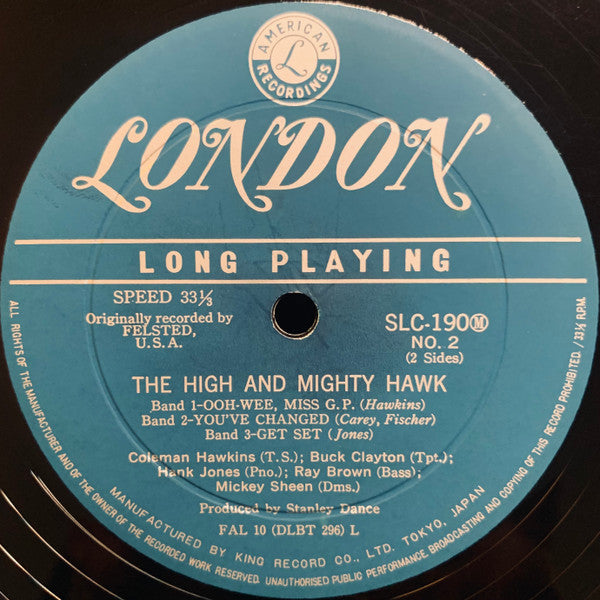 AMERICAN
L
RECORDINGS
LONDON
LONG PLAYING
SPEED 33⅓
Originally recorded by
FELSTED,
U.S.A.
SLC-190Ⓜ
NO. 2
(2 Sides)
THE HIGH AND MIGHTY HAWK
Band 1-OOH-WEE, MISS G.P. (Hawkins)
Band 2-YOU'VE CHANGED (Carey, Fischer)
Band 3-GET SET (Jones)
Coleman Hawkins (T.S.); Buck Clayton (Tpt.);
Hank Jones (Pno.); Ray Brown (Bass);
Mickey Sheen (Dms.)
Produced by Stanley Dance
FAL 10 (DLBT 296) L
MANUFACTURED BY KING RECORD CO., LTD. TOKYO, JAPAN
ALL RIGHTS OF THE MANUFACTURER AND OF THE OWNER OF THE RECORDED WORK RESERVED. UNAUTHORISED PUBLIC PERFORMANCE, BROADCASTING AND COPYING OF THIS RECORD PROHIBITED / 33⅓ R.P.M.